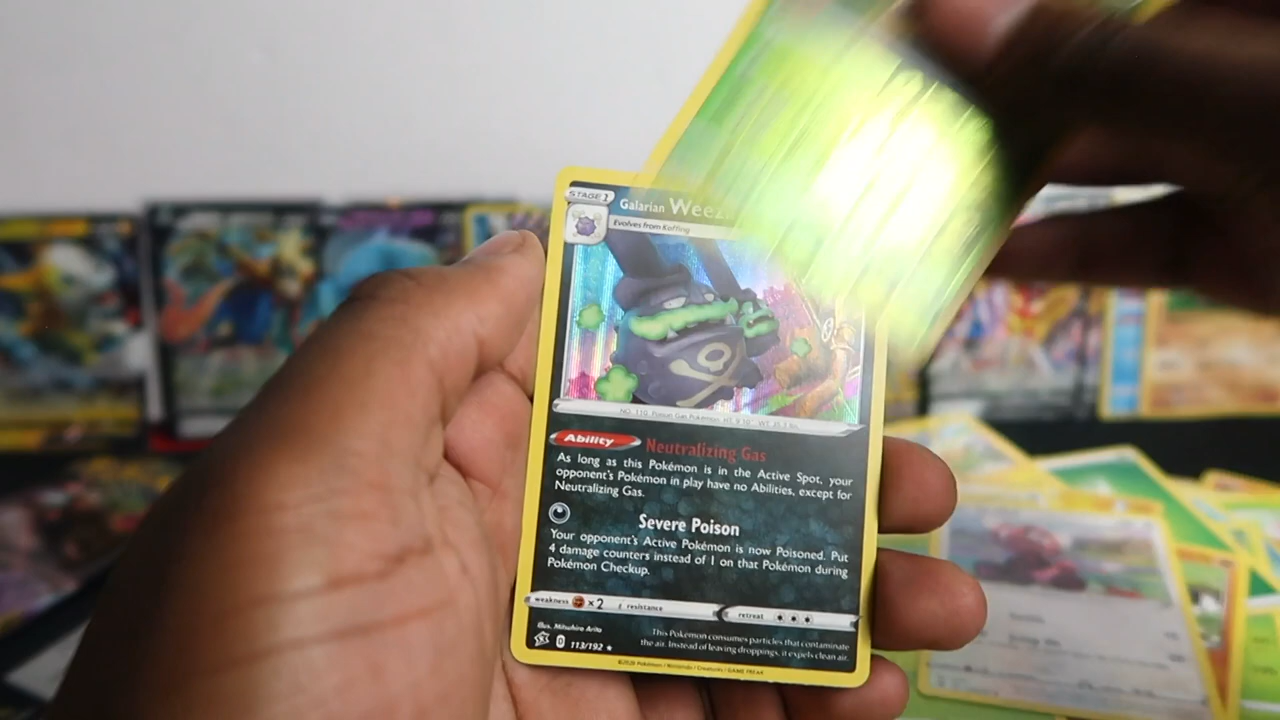 STAGE 1
Galarian Weezi
Evolves from Koffing
NO. 110 Poison Gas Pokémon HT: 9'10" WT: 35.3 lbs.
Ability Neutralizing Gas
As long as this Pokémon is in the Active Spot, your
opponent's Pokémon in play have no Abilities, except for
Neutralizing Gas.
Severe Poison
Your opponent's Active Pokémon is now Poisoned. Put
4 damage counters instead of 1 on that Pokémon during
Pokémon Checkup.
weakness ×2 resistance retreat
Illus. Mitsuhiro Arita
D 113/192 ★
This Pokémon consumes particles that contaminate
the air. Instead of leaving droppings, it expels clean air.
©2020 Pokémon / Nintendo / Creatures / GAME FREAK